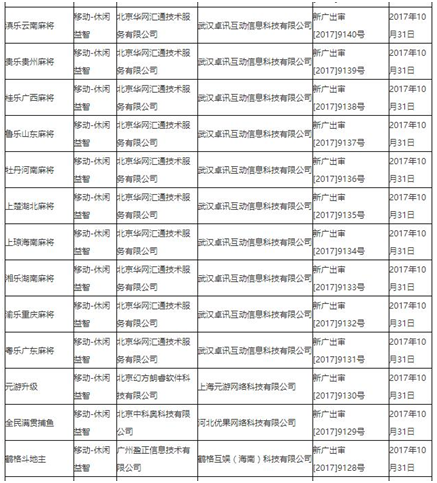 滇乐云南麻将
移动-休闲
益智
北京华网汇通技术服
务有限公司
武汉卓讯互动信息科技有限公司
新广出审
[2017]9140号
2017年10
月31日
乐贵州麻将
移动-休闲
益智
北京华网汇通技术服
务有限公司
武汉卓讯互动信息科技有限公司
新广出审
[2017]9139号
2017年10
月31日
桂乐广西麻将
移动-休闲
益智
北京华网汇通技术服
务有限公司
武汉卓讯互动信息科技有限公司
新广出审
[2017]9138号
2017年10
月31日
鲁乐山东麻将
移动-休闲
益智
北京华网汇通技术服
务有限公司
武汉卓讯互动信息科技有限公司
新广出审
[2017]9137号
2017年10
月31日
牡丹河南麻将
移动-休闲
益智
北京华网汇通技术服
务有限公司
武汉卓讯互动信息科技有限公司
新广出审
[2017]9136号
2017年10
月31日
上楚湖北麻将
移动-休闲
益智
北京华网汇通技术服
务有限公司
武汉卓讯互动信息科技有限公司
新广出审
[2017]9135号
2017年10
月31日
上琼海南麻将
移动-休闲
益智
北京华网汇通技术服
务有限公司
武汉卓讯互动信息科技有限公司
新广出审
[2017]9134号
2017年10
月31日
湘乐湖南麻将
移动-休闲
益智
北京华网汇通技术服
务有限公司
武汉卓讯互动信息科技有限公司
新广出审
[2017]9133号
2017年10
月31日
渝乐重庆麻将
移动-休闲
益智
北京华网汇通技术服
务有限公司
武汉卓讯互动信息科技有限公司
新广出审
[2017]9132号
2017年10
月31日
粤乐广东麻将
移动-休闲
益智
北京华网汇通技术服
务有限公司
武汉卓讯互动信息科技有限公司
新广出审
[2017]9131号
2017年10
月31日
元游升级
移动-休闲
益智
北京幻方朗睿软件科
技有限公司
上海元游网络科技有限公司
新广出审
[2017]9130号
2017年10
月31日
全民满贯捕鱼
移动-休闲
益智
北京中科奥科技有限
公司
河北优果网络科技有限公司
新广出审
[2017]9129号
2017年10
月31日
鹤格斗地主
移动-休闲
益智
广州盈正信息技术有
限公司
鹤格互娱（海南）科技有限公司
新广出审
[2017]9128号
2017年10
月31日